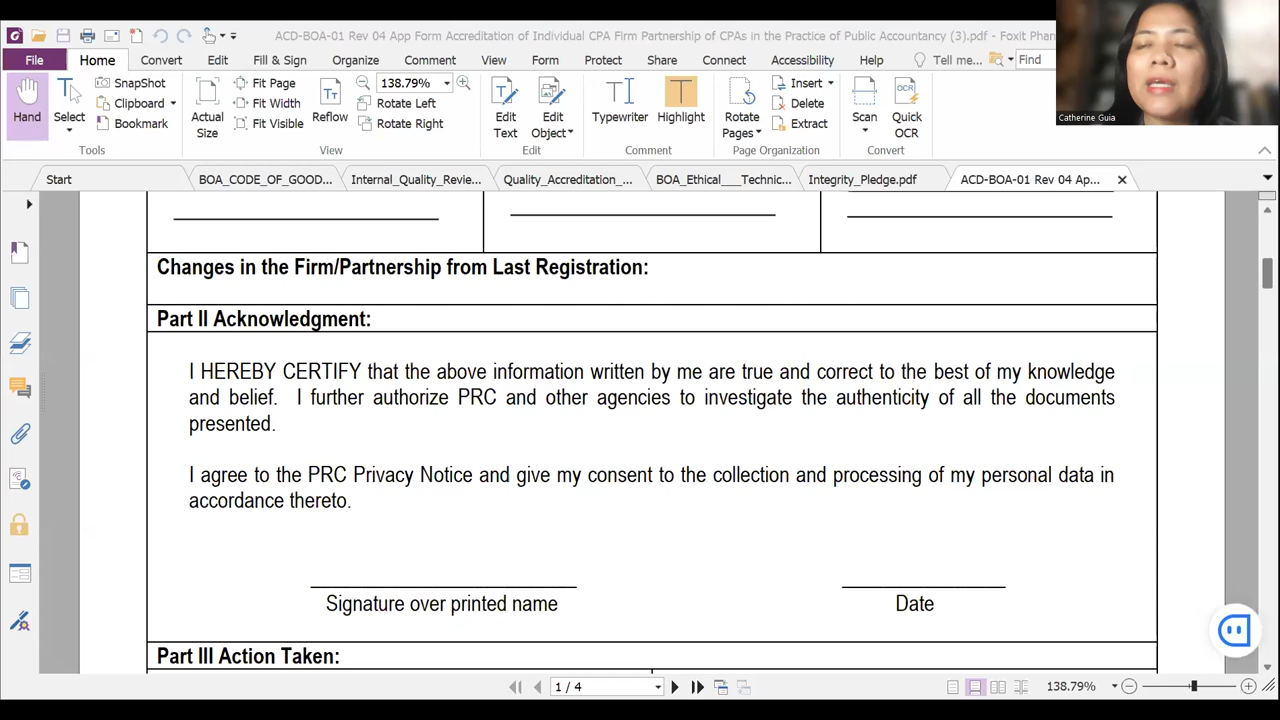 ACD-BOA-01 Rev 04 App Form Accreditation of Individual CPA Firm Partnership of CPAs in the Practice of Public Accountancy (3).pdf - Foxit Phan
File Home Convert Edit Fill & Sign Organize Comment View Form Protect Share Connect Accessibility Help Tell me... Find
Hand
Select
SnapShot
Clipboard
Bookmark
Tools
Actual Size
Fit Page
Fit Width
Fit Visible
Reflow
138.79%
Rotate Left
Rotate Right
View
Edit Text
Edit Object
Edit
Typewriter
Highlight
Comment
Rotate Pages
Insert
Delete
Extract
Page Organization
Scan
Quick OCR
Convert
Catherine Guia
Start BOA_CODE_OF_GOOD... Internal_Quality_Revie... Quality_Accreditation_... BOA_Ethical___Technic... Integrity_Pledge.pdf ACD-BOA-01 Rev 04 Ap...
Changes in the Firm/Partnership from Last Registration:
Part II Acknowledgment:
I HEREBY CERTIFY that the above information written by me are true and correct to the best of my knowledge
and belief. I further authorize PRC and other agencies to investigate the authenticity of all the documents
presented.
I agree to the PRC Privacy Notice and give my consent to the collection and processing of my personal data in
accordance thereto.
Signature over printed name Date
Part III Action Taken:
1 / 4
138.79%